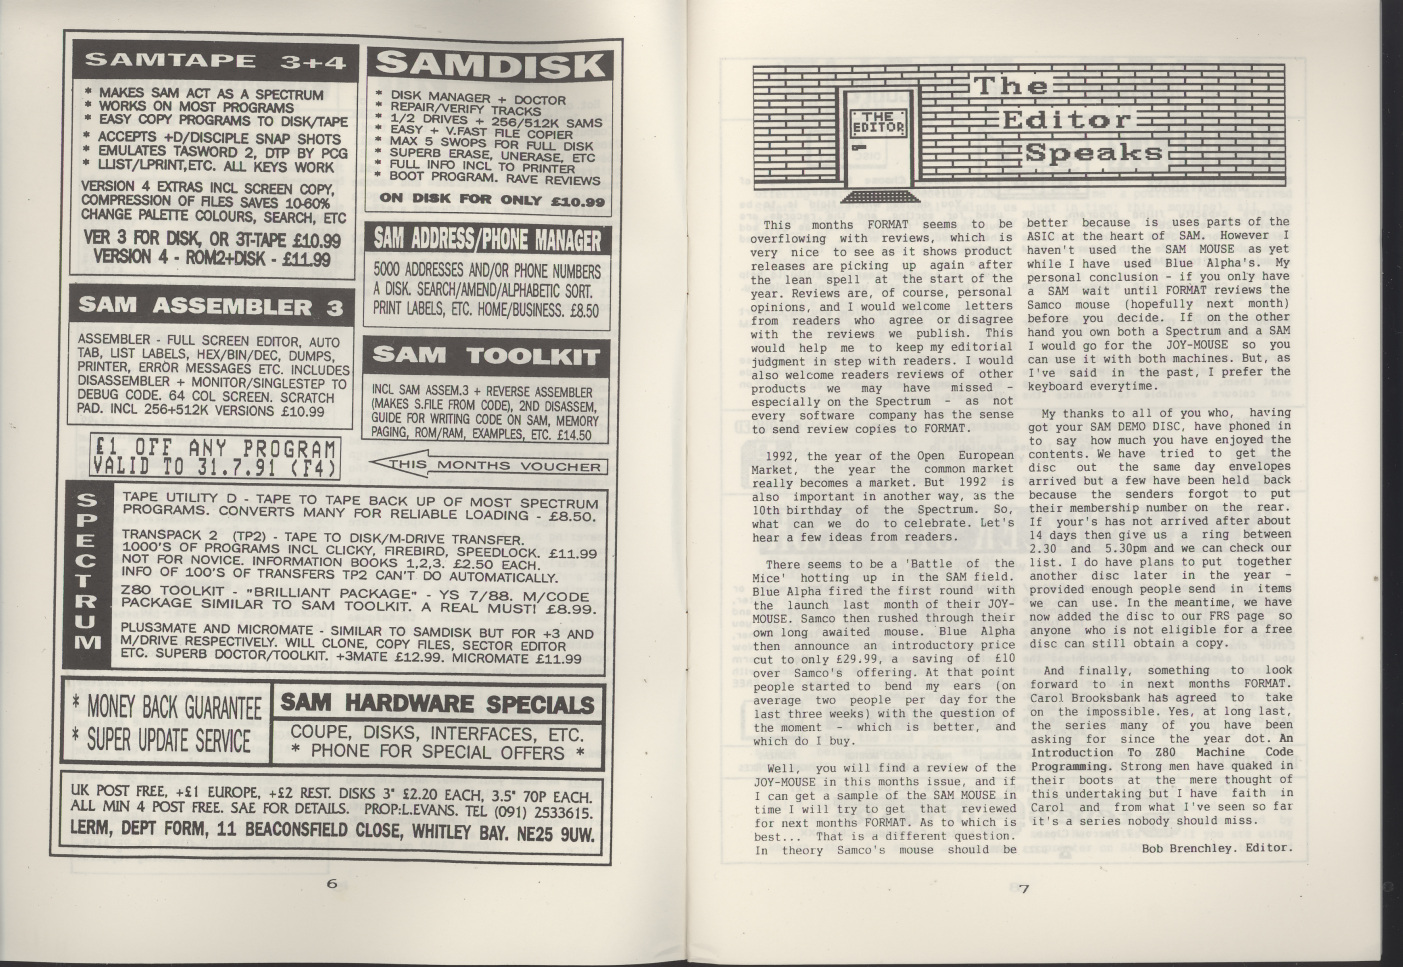 SAMTAPE 3+4
* MAKES SAM ACT AS A SPECTRUM
* WORKS ON MOST PROGRAMS
* EASY COPY PROGRAMS TO DISK/TAPE
* ACCEPTS +D/DISCIPLE SNAP SHOTS
* EMULATES TASWORD 2, DTP BY PCG
* LLIST/LPRINT,ETC. ALL KEYS WORK
VERSION 4 EXTRAS INCL SCREEN COPY,
COMPRESSION OF FILES SAVES 10-60%
CHANGE PALETTE COLOURS, SEARCH, ETC
VER 3 FOR DISK, OR 3T-TAPE £10.99
VERSION 4 - ROM2+DISK - £11.99
SAM ASSEMBLER 3
ASSEMBLER - FULL SCREEN EDITOR, AUTO
TAB, LIST LABELS, HEX/BIN/DEC, DUMPS,
PRINTER, ERROR MESSAGES ETC. INCLUDES
DISASSEMBLER + MONITOR/SINGLESTEP TO
DEBUG CODE. 64 COL SCREEN. SCRATCH
PAD. INCL 256+512K VERSIONS £10.99
SAMDISK
* DISK MANAGER + DOCTOR
* REPAIR/VERIFY TRACKS
* 1/2 DRIVES + 256/512K SAMS
* EASY + V.FAST FILE COPIER
* MAX 5 SWOPS FOR FULL DISK
* SUPERB ERASE, UNERASE, ETC
* FULL INFO INCL TO PRINTER
* BOOT PROGRAM. RAVE REVIEWS
ON DISK FOR ONLY £10.99
SAM ADDRESS/PHONE MANAGER
5000 ADDRESSES AND/OR PHONE NUMBERS
A DISK. SEARCH/AMEND/ALPHABETIC SORT.
PRINT LABELS, ETC. HOME/BUSINESS. £8.50
SAM TOOLKIT
INCL SAM ASSEM.3 + REVERSE ASSEMBLER
(MAKES S.FILE FROM CODE), 2ND DISASSEM,
GUIDE FOR WRITING CODE ON SAM, MEMORY
PAGING, ROM/RAM, EXAMPLES, ETC. £14.50
£1 OFF ANY PROGRAM
VALID TO 31.7.91 (F4)
THIS MONTHS VOUCHER
SPECTRUM
TAPE UTILITY D - TAPE TO TAPE BACK UP OF MOST SPECTRUM
PROGRAMS. CONVERTS MANY FOR RELIABLE LOADING - £8.50.
TRANSPACK 2 (TP2) - TAPE TO DISK/M-DRIVE TRANSFER.
1000'S OF PROGRAMS INCL CLICKY, FIREBIRD, SPEEDLOCK. £11.99
NOT FOR NOVICE. INFORMATION BOOKS 1,2,3. £2.50 EACH.
INFO OF 100'S OF TRANSFERS TP2 CAN'T DO AUTOMATICALLY.
Z80 TOOLKIT - "BRILLIANT PACKAGE" - YS 7/88. M/CODE
PACKAGE SIMILAR TO SAM TOOLKIT. A REAL MUST! £8.99.
PLUS3MATE AND MICROMATE - SIMILAR TO SAMDISK BUT FOR +3 AND
M/DRIVE RESPECTIVELY. WILL CLONE, COPY FILES, SECTOR EDITOR
ETC. SUPERB DOCTOR/TOOLKIT. +3MATE £12.99. MICROMATE £11.99
* MONEY BACK GUARANTEE
* SUPER UPDATE SERVICE
SAM HARDWARE SPECIALS
COUPE, DISKS, INTERFACES, ETC.
* PHONE FOR SPECIAL OFFERS *
UK POST FREE, +£1 EUROPE, +£2 REST. DISKS 3" £2.20 EACH, 3.5" 70P EACH.
ALL MIN 4 POST FREE. SAE FOR DETAILS. PROP:L.EVANS. TEL (091) 2533615.
LERM, DEPT FORM, 11 BEACONSFIELD CLOSE, WHITLEY BAY. NE25 9UW.
6
THE
EDITOR
The
Editor
Speaks
This months FORMAT seems to be
overflowing with reviews, which is
very nice to see as it shows product
releases are picking up again after
the lean spell at the start of the
year. Reviews are, of course, personal
opinions, and I would welcome letters
from readers who agree or disagree
with the reviews we publish. This
would help me to keep my editorial
judgment in step with readers. I would
also welcome readers reviews of other
products we may have missed -
especially on the Spectrum - as not
every software company has the sense
to send review copies to FORMAT.
1992, the year of the Open European
Market, the year the common market
really becomes a market. But 1992 is
also important in another way, as the
10th birthday of the Spectrum. So,
what can we do to celebrate. Let's
hear a few ideas from readers.
There seems to be a 'Battle of the
Mice' hotting up in the SAM field.
Blue Alpha fired the first round with
the launch last month of their JOY-
MOUSE. Samco then rushed through their
own long awaited mouse. Blue Alpha
then announce an introductory price
cut to only £29.99, a saving of £10
over Samco's offering. At that point
people started to bend my ears (on
average two people per day for the
last three weeks) with the question of
the moment - which is better, and
which do I buy.
Well, you will find a review of the
JOY-MOUSE in this months issue, and if
I can get a sample of the SAM MOUSE in
time I will try to get that reviewed
for next months FORMAT. As to which is
best... That is a different question.
In theory Samco's mouse should be
better because is uses parts of the
ASIC at the heart of SAM. However I
haven't used the SAM MOUSE as yet
while I have used Blue Alpha's. My
personal conclusion - if you only have
a SAM wait until FORMAT reviews the
Samco mouse (hopefully next month)
before you decide. If on the other
hand you own both a Spectrum and a SAM
I would go for the JOY-MOUSE so you
can use it with both machines. But, as
I've said in the past, I prefer the
keyboard everytime.
My thanks to all of you who, having
got your SAM DEMO DISC, have phoned in
to say how much you have enjoyed the
contents. We have tried to get the
disc out the same day envelopes
arrived but a few have been held back
because the senders forgot to put
their membership number on the rear.
If your's has not arrived after about
14 days then give us a ring between
2.30 and 5.30pm and we can check our
list. I do have plans to put together
another disc later in the year -
provided enough people send in items
we can use. In the meantime, we have
now added the disc to our FRS page so
anyone who is not eligible for a free
disc can still obtain a copy.
And finally, something to look
forward to in next months FORMAT.
Carol Brooksbank has agreed to take
on the impossible. Yes, at long last,
the series many of you have been
asking for since the year dot. An
Introduction To Z80 Machine Code
Programming. Strong men have quaked in
their boots at the mere thought of
this undertaking but I have faith in
Carol and from what I've seen so far
it's a series nobody should miss.
Bob Brenchley. Editor.
7